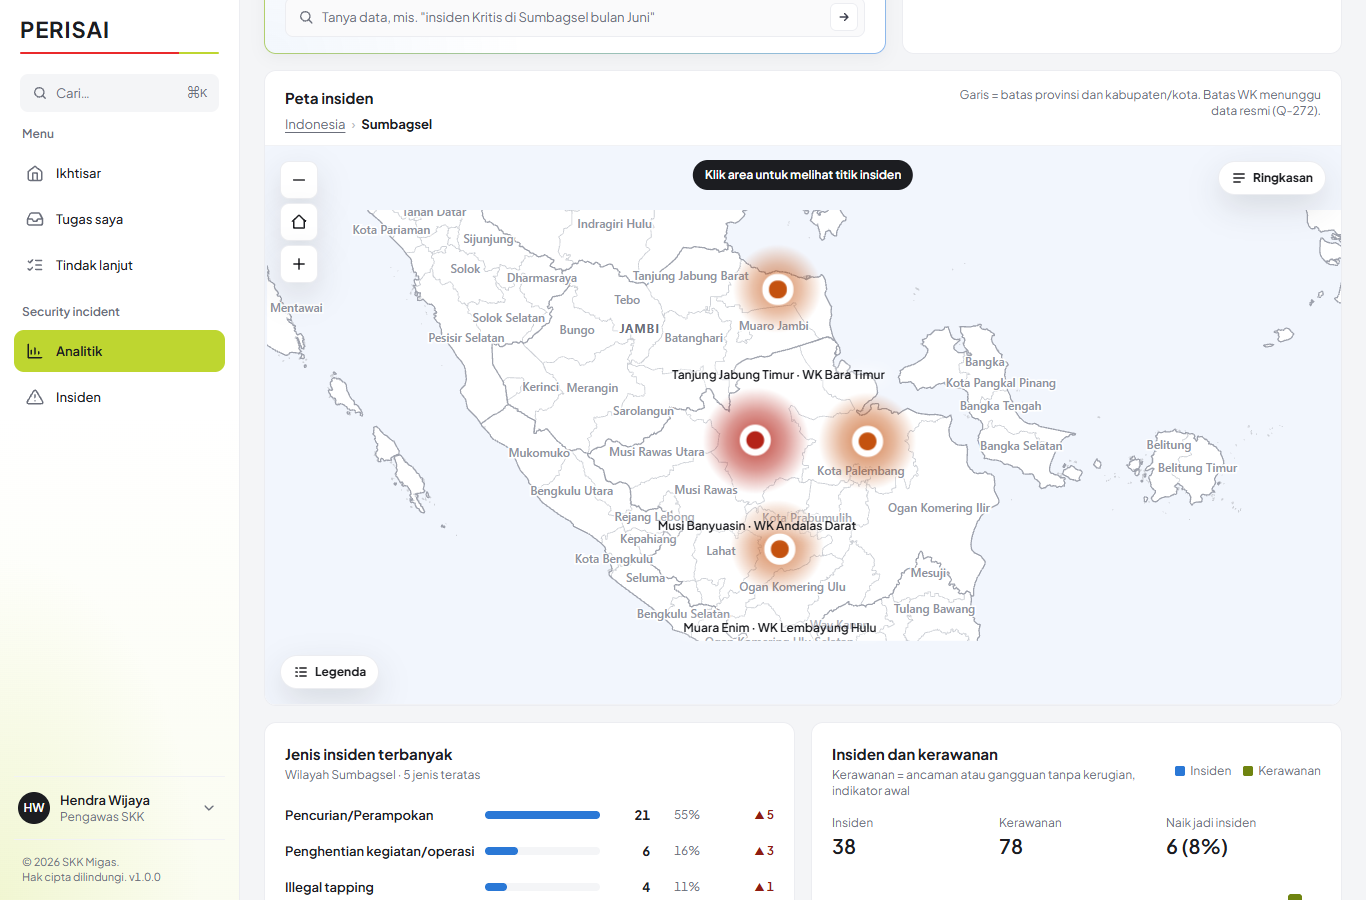 PERISAI
Cari...
⌘K
Menu
Ikhtisar
Tugas saya
Tindak lanjut
Security incident
Analitik
Insiden
HW
Hendra Wijaya
Pengawas SKK
© 2026 SKK Migas.
Hak cipta dilindungi. v1.0.0
Tanya data, mis. "insiden Kritis di Sumbagsel bulan Juni"
Peta insiden
Indonesia › Sumbagsel
Garis = batas provinsi dan kabupaten/kota. Batas WK menunggu
data resmi (Q-272).
Klik area untuk melihat titik insiden
Ringkasan
Tanah Datar
Kota Pariaman
Sijunjung
Indragiri Hulu
Solok
Dharmasraya
Tanjung Jabung Barat
Tebo
Mentawai
Solok Selatan
Bungo
JAMBI
Batanghari
Muaro Jambi
Pesisir Selatan
Bangka
Tanjung Jabung Timur · WK Bara Timur
Kerinci
Merangin
Kota Pangkal Pinang
Sarolangun
Bangka Tengah
Mukomuko
Musi Rawas Utara
Bangka Selatan
Belitung
Kota Palembang
Belitung Timur
Bengkulu Utara
Musi Rawas
Ogan Komering Ilir
Rejang Lebong
Kota Prabumulih
Musi Banyuasin · WK Andalas Darat
Kepahiang
Lahat
Kota Bengkulu
Seluma
Mesuji
Ogan Komering Ulu
Bengkulu Selatan
Tulang Bawang
Muara Enim · WK Lembayung Hulu
Ogan Komering Ulu Selatan
Legenda
Jenis insiden terbanyak
Wilayah Sumbagsel · 5 jenis teratas
Pencurian/Perampokan 21 55% ▲5
Penghentian kegiatan/operasi 6 16% ▲3
Illegal tapping 4 11% ▲1
Insiden dan kerawanan
Kerawanan = ancaman atau gangguan tanpa kerugian,
indikator awal
Insiden
Kerawanan
Insiden
Kerawanan
Naik jadi insiden
38
78
6 (8%)